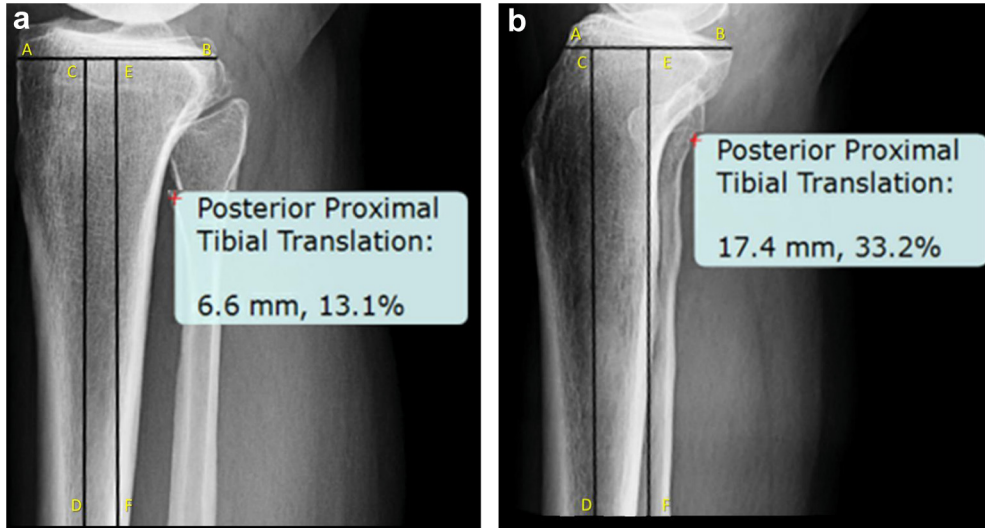 a
A
B
C
E
Posterior Proximal
Tibial Translation:
6.6 mm, 13.1%
D
F
b
A
B
C
E
Posterior Proximal
Tibial Translation:
17.4 mm, 33.2%
D
F